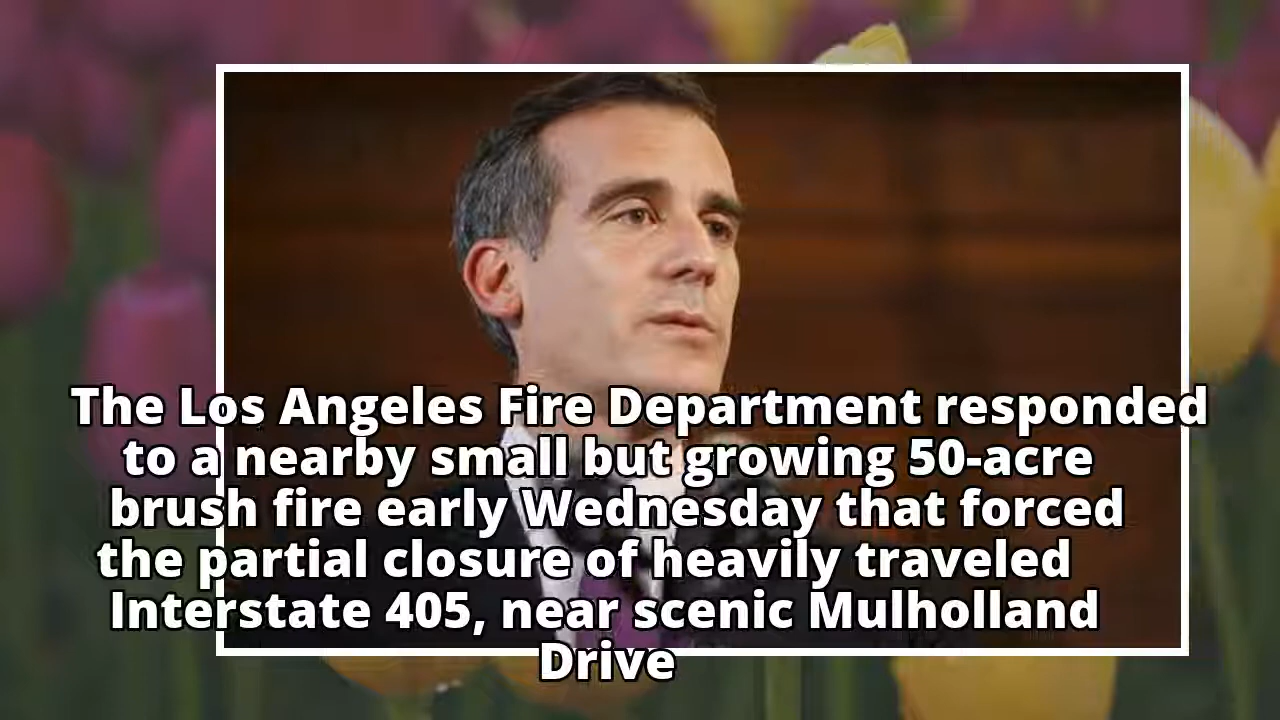 The Los Angeles Fire Department responded
to a nearby small but growing 50-acre
brush fire early Wednesday that forced
the partial closure of heavily traveled
Interstate 405, near scenic Mulholland
Drive